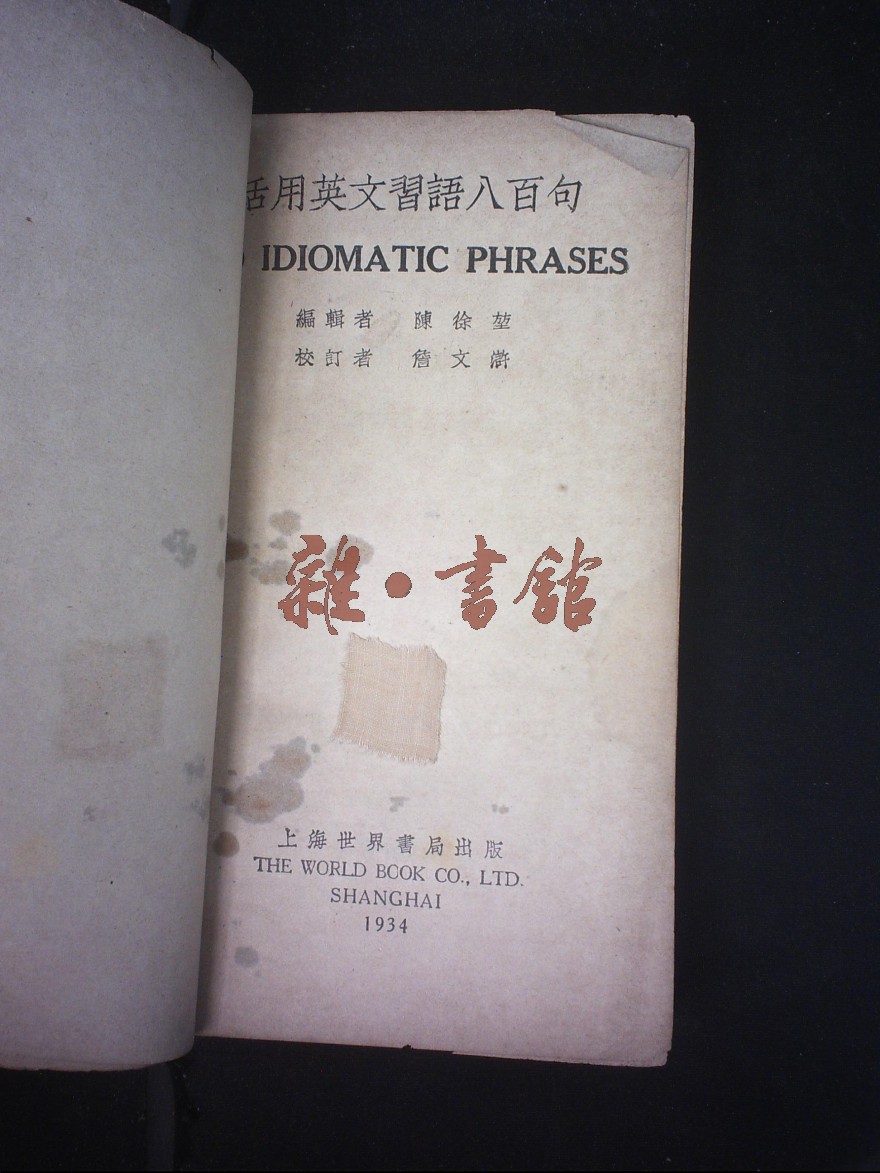 活用英文習語八百句
IDIOMATIC PHRASES
編輯者 陳徐堃
校訂者 詹文滸
雜·書館
上海世界書局出版
THE WORLD BOOK CO., LTD.
SHANGHAI
1934